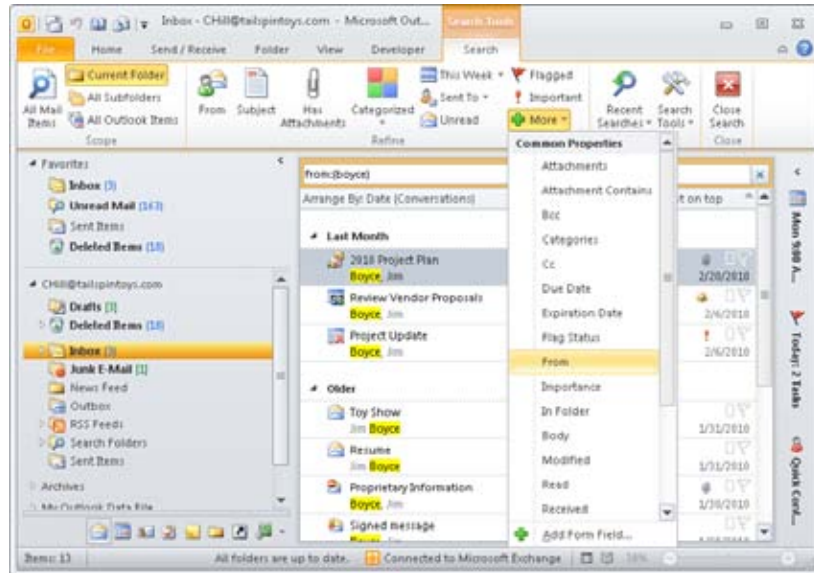 Inbox - CHill@tailspintoys.com - Microsoft Out...
Search Tools
File Home Send / Receive Folder View Developer Search
All Mail Items
Current Folder
All Subfolders
All Outlook Items
Scope
From
Subject
Has Attachments
Categorized
This Week
Sent To
Unread
Flagged
Important
More
Refine
Recent Searches
Search Tools
Close Search
Close
Favorites
Inbox (3)
Unread Mail (163)
Sent Items
Deleted Items (18)
CHill@tailspintoys.com
Drafts [3]
Deleted Items (18)
Inbox (3)
Junk E-Mail [1]
News Feed
Outbox
RSS Feeds
Search Folders
Sent Items
Archives
My Outlook Data File
from:(boyce)
Arrange By: Date (Conversations)
t on top
Last Month
2010 Project Plan
Boyce, Jim
2/20/2010
Review Vendor Proposals
Boyce, Jim
2/6/2010
Project Update
Boyce, Jim
2/6/2010
Older
Toy Show
Jim Boyce
1/31/2010
Resume
Jim Boyce
1/31/2010
Proprietary Information
Boyce, Jim
1/30/2010
Signed message
Common Properties
Attachments
Attachment Contains
Bcc
Categories
Cc
Due Date
Expiration Date
Flag Status
From
Importance
In Folder
Body
Modified
Read
Received
Add Form Field...
Mon 9:00 A...
Today: 2 Tasks
Quick Cont...
Items: 13
All folders are up to date.
Connected to Microsoft Exchange